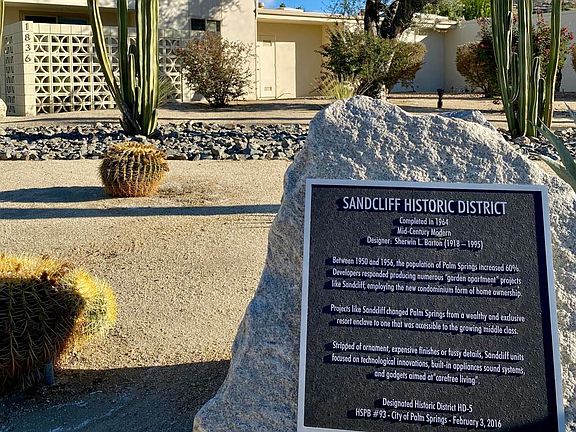 1836
SANDCLIFF HISTORIC DISTRICT
Completed in 1964
Mid-Century Modern
Designer: Sherwin L. Barton (1918 – 1995)
Between 1950 and 1956, the population of Palm Springs increased 60%.
Developers responded producing numerous "garden apartment" projects
like Sandcliff, employing the new condominium form of home ownership.
Projects like Sandcliff changed Palm Springs from a wealthy and exclusive
resort enclave to one that was accessible to the growing middle class.
Stripped of ornament, expensive finishes or fusty details, Sandcliff units
focused on technological innovations, built-in appliances sound systems,
and gadgets aimed at "carefree living".
Designated Historic District HD-5
HSPB #93 - City of Palm Springs - February 3, 2016